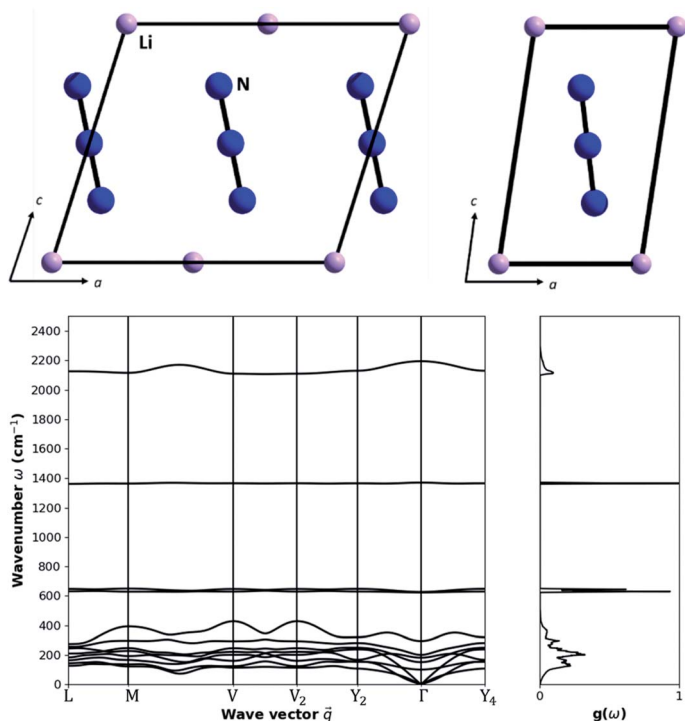 Li
N
c
a
c
a
2400
2200
2000
1800
1600
1400
1200
1000
800
600
400
200
0
Wavenumber ω (cm⁻¹)
L M V V₂ Y₂ Γ Y₄
Wave vector q⃗
0 1
g(ω)